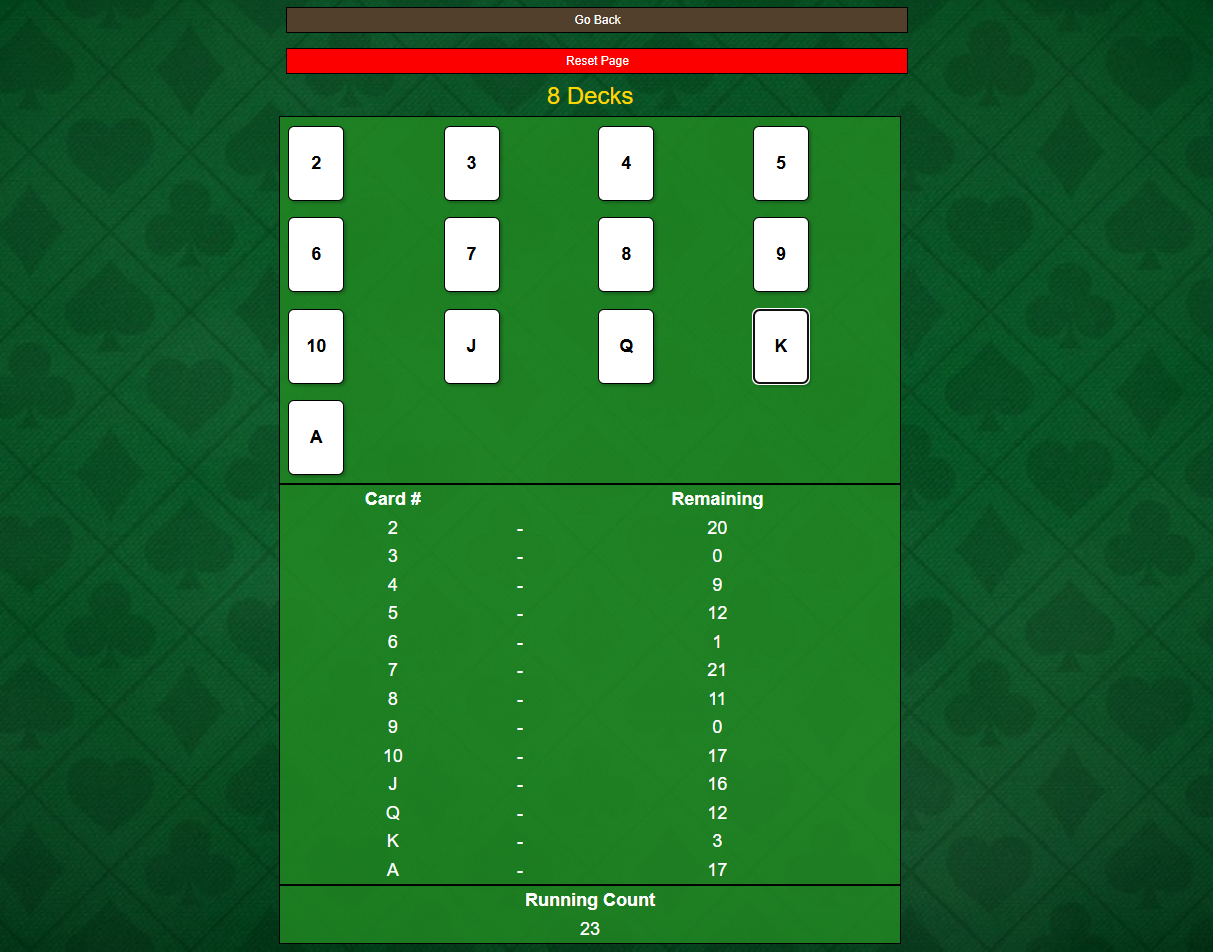 Go Back
Reset Page
8 Decks
2 3 4 5
6 7 8 9
10 J Q K
A
Card # Remaining
2 - 20
3 - 0
4 - 9
5 - 12
6 - 1
7 - 21
8 - 11
9 - 0
10 - 17
J - 16
Q - 12
K - 3
A - 17
Running Count
23